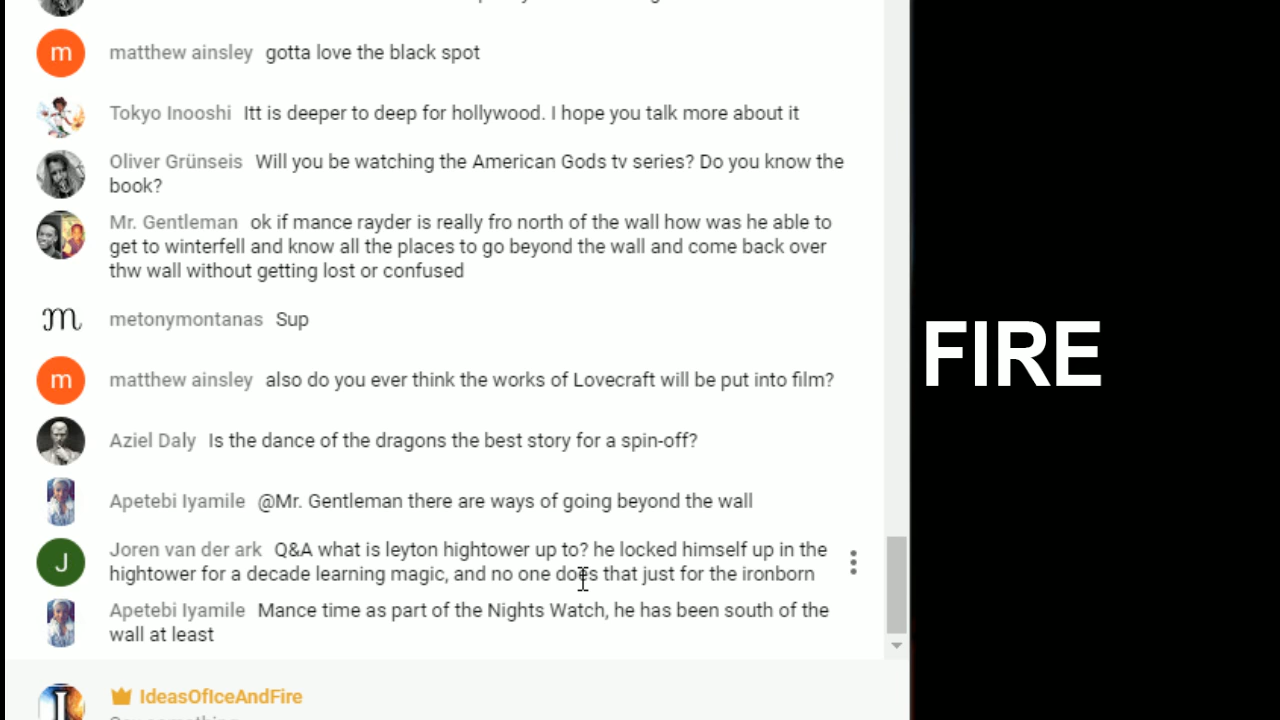 matthew ainsley gotta love the black spot
Tokyo Inooshi Itt is deeper to deep for hollywood. I hope you talk more about it
Oliver Grünseis Will you be watching the American Gods tv series? Do you know the
book?
Mr. Gentleman ok if mance rayder is really fro north of the wall how was he able to
get to winterfell and know all the places to go beyond the wall and come back over
thw wall without getting lost or confused
m
metonymontanas Sup
m
matthew ainsley also do you ever think the works of Lovecraft will be put into film?
Aziel Daly Is the dance of the dragons the best story for a spin-off?
Apetebi Iyamile @Mr. Gentleman there are ways of going beyond the wall
J
Joren van der ark Q&A what is leyton hightower up to? he locked himself up in the
hightower for a decade learning magic, and no one does that just for the ironborn
Apetebi Iyamile Mance time as part of the Nights Watch, he has been south of the
wall at least
I
IdeasOfIceAndFire
Say something
FIRE